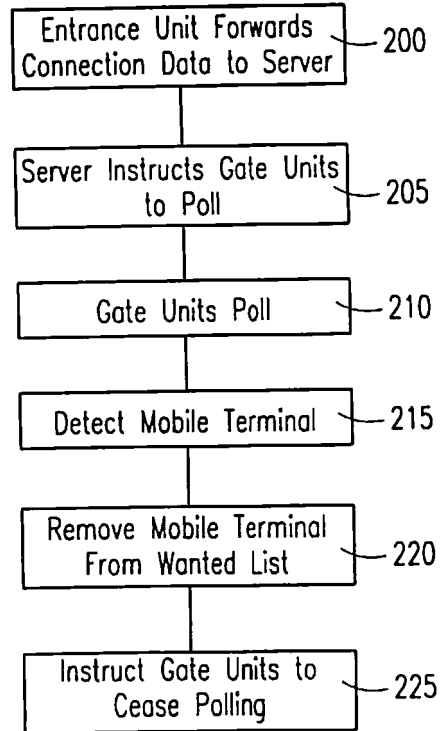 Entrance Unit Forwards
Connection Data to Server
200
Server Instructs Gate Units
to Poll
205
Gate Units Poll
210
Detect Mobile Terminal
215
Remove Mobile Terminal
From Wanted List
220
Instruct Gate Units to
Cease Polling
225